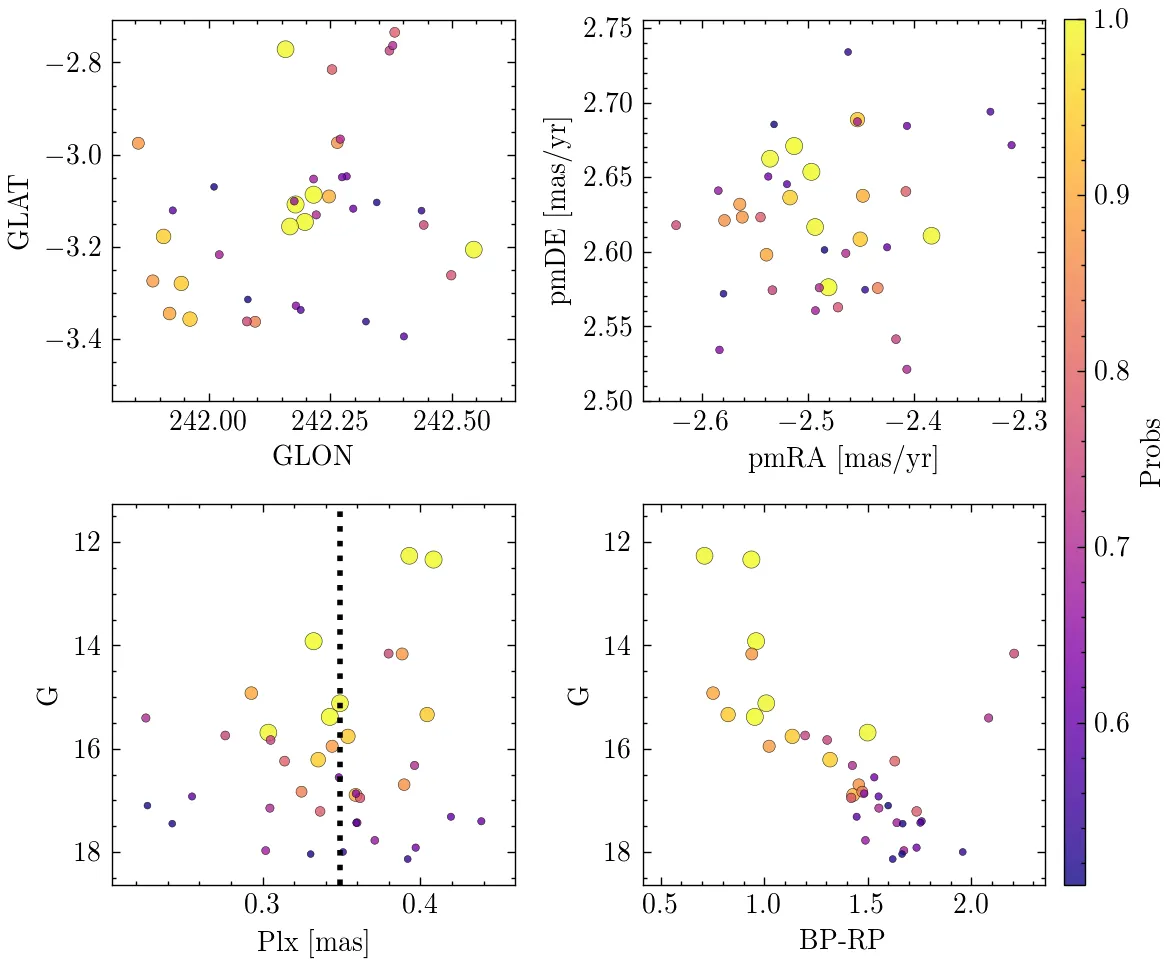 −2.8
−3.0
−3.2
−3.4
GLAT
242.00 242.25 242.50
GLON
2.75
2.70
2.65
2.60
2.55
2.50
pmDE [mas/yr]
−2.6 −2.5 −2.4 −2.3
pmRA [mas/yr]
1.0
0.9
0.8
0.7
0.6
Probs
12
14
16
18
G
0.3 0.4
Plx [mas]
12
14
16
18
G
0.5 1.0 1.5 2.0
BP-RP